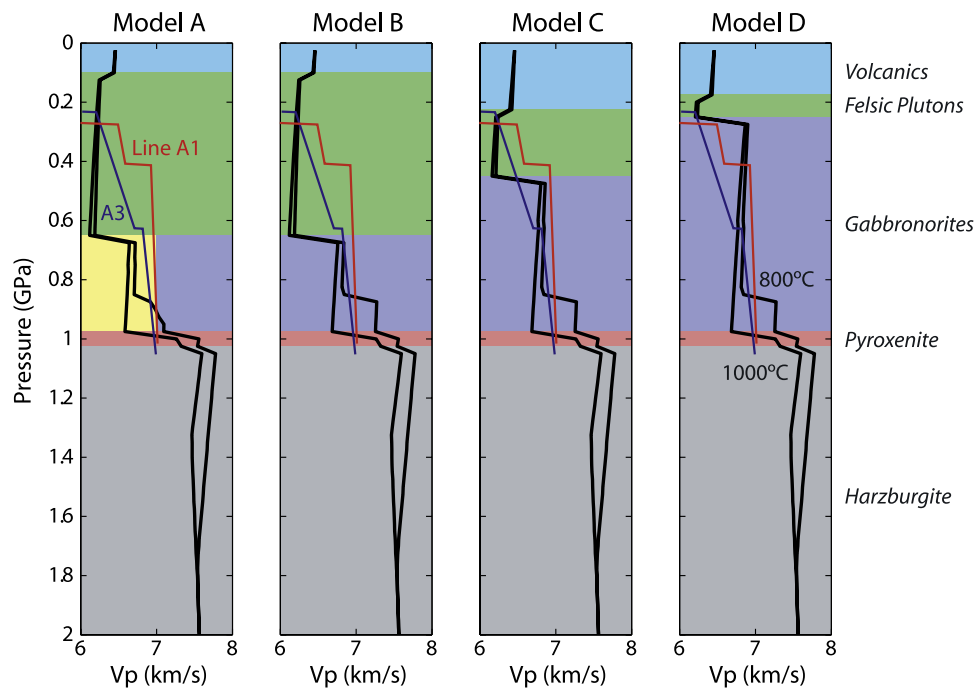 Model A
Model B
Model C
Model D
0
0.2
0.4
0.6
0.8
1
1.2
1.4
1.6
1.8
2
Pressure (GPa)
Line A1
A3
800ºC
1000ºC
Volcanics
Felsic Plutons
Gabbronorites
Pyroxenite
Harzburgite
6 7 8
6 7 8
6 7 8
6 7 8
Vp (km/s)
Vp (km/s)
Vp (km/s)
Vp (km/s)